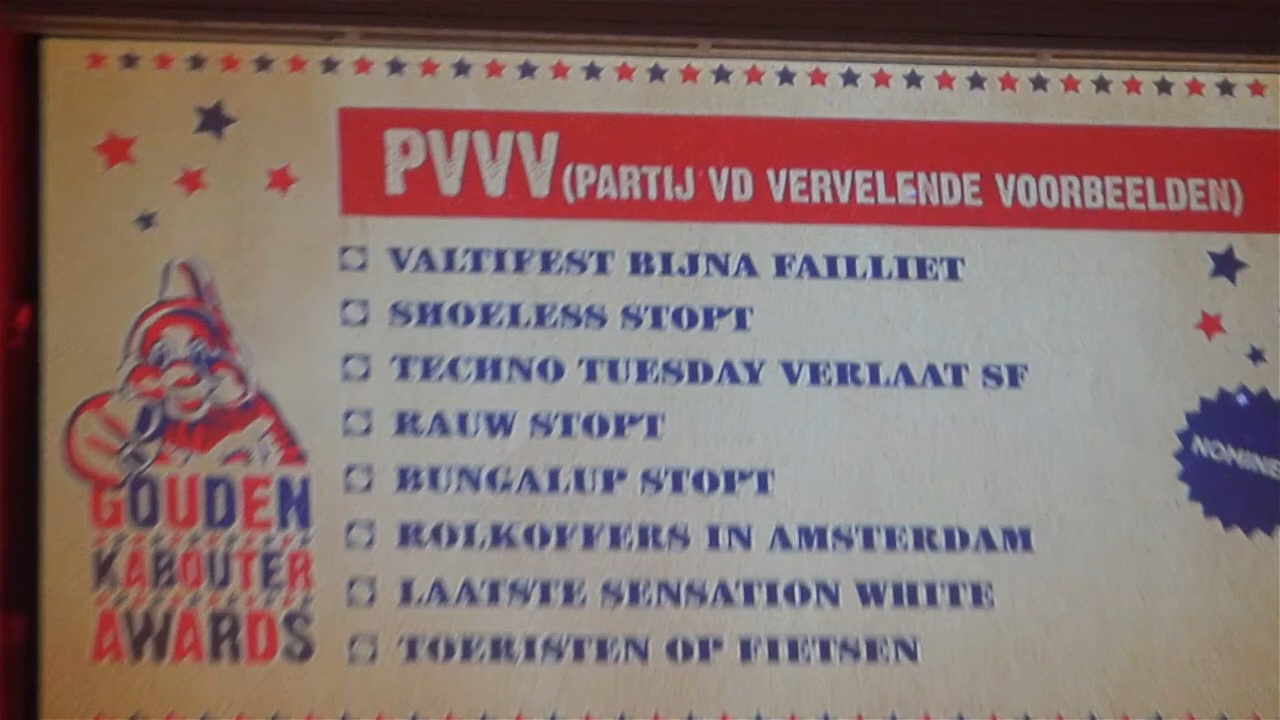 PVVV (PARTIJ VD VERVELENDE VOORBEELDEN)
VALTIFEST BIJNA FAILLIET
SHOELESS STOPT
TECHNO TUESDAY VERLAAT SF
RAUW STOPT
BUNGALUP STOPT
ROLKOFFERS IN AMSTERDAM
LAATSTE SENSATION WHITE
TOERISTEN OP FIETSEN
GOUDEN
KABOUTER
AWARDS
NOMINE